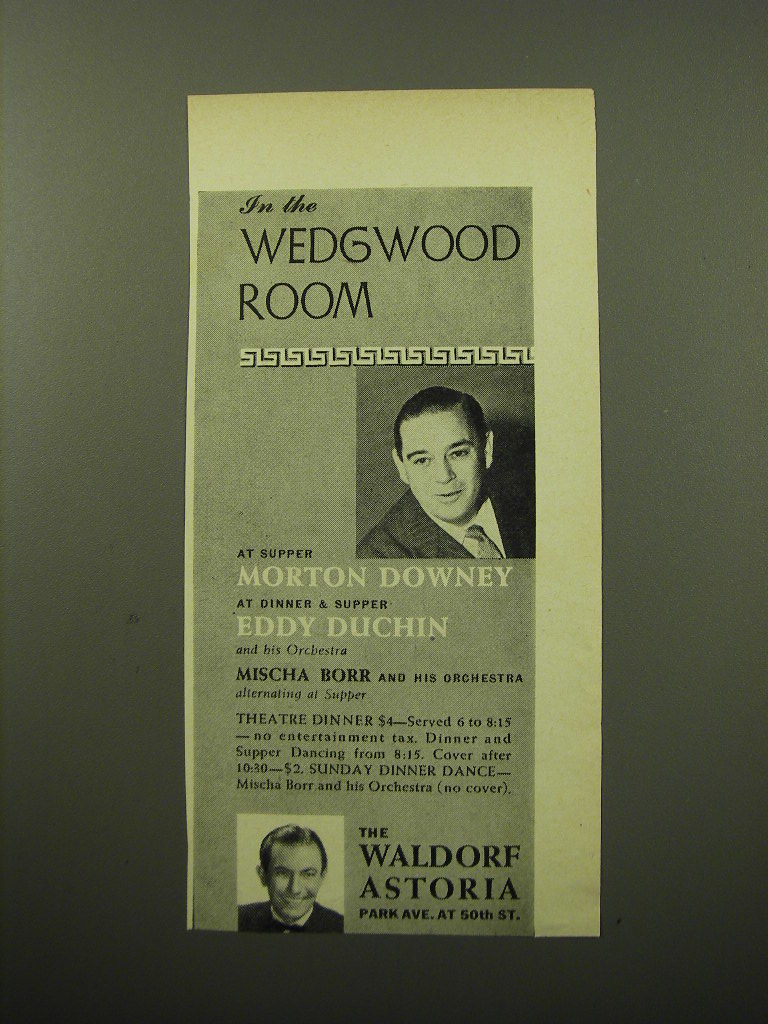 In the
WEDGWOOD
ROOM
AT SUPPER
MORTON DOWNEY
AT DINNER & SUPPER
EDDY DUCHIN
and his Orchestra
MISCHA BORR AND HIS ORCHESTRA
alternating at Supper
THEATRE DINNER $4—Served 6 to 8:15
— no entertainment tax. Dinner and
Supper Dancing from 8:15. Cover after
10:30—$2. SUNDAY DINNER DANCE—
Mischa Borr and his Orchestra (no cover).
THE
WALDORF
ASTORIA
PARK AVE. AT 50th ST.